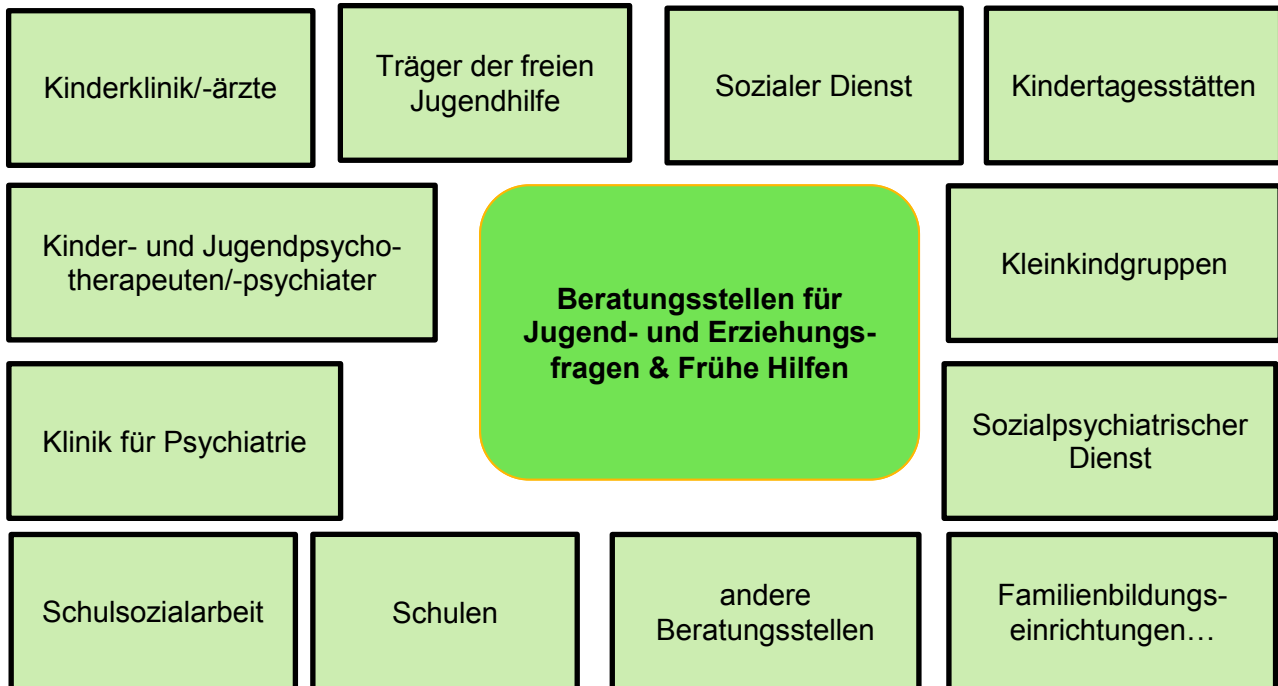 Kinderklinik/-ärzte
Träger der freien
Jugendhilfe
Sozialer Dienst
Kindertagesstätten
Kinder- und Jugendpsycho-
therapeuten/-psychiater
Beratungsstellen für
Jugend- und Erziehungs-
fragen & Frühe Hilfen
Kleinkindgruppen
Klinik für Psychiatrie
Sozialpsychiatrischer
Dienst
Schulsozialarbeit
Schulen
andere
Beratungsstellen
Familienbildungs-
einrichtungen…